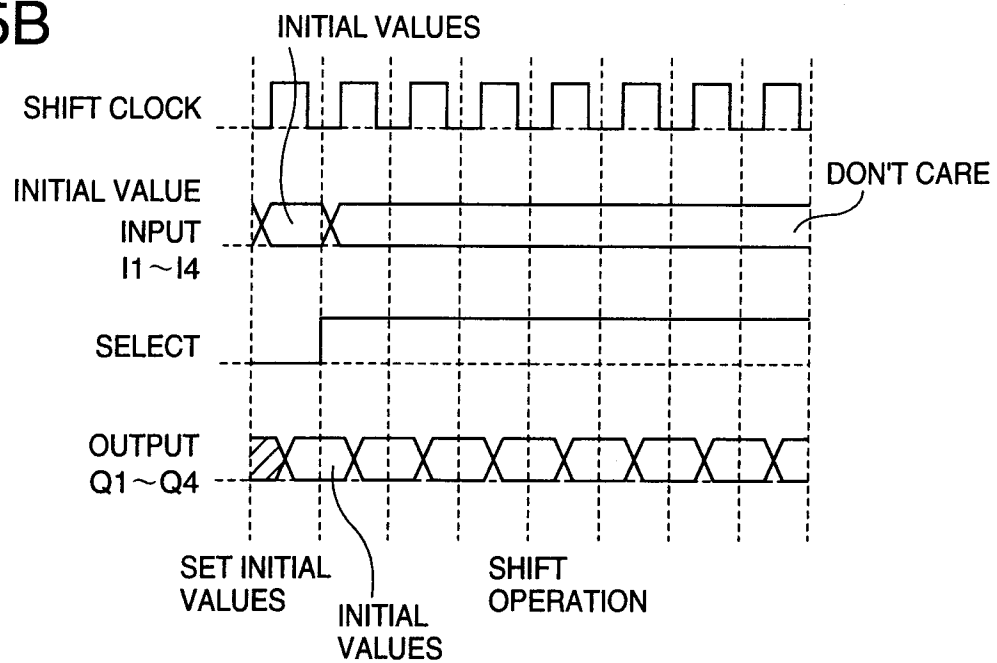 5B
INITIAL VALUES
SHIFT CLOCK
INITIAL VALUE
INPUT
I1~I4
DON'T CARE
SELECT
OUTPUT
Q1~Q4
SET INITIAL
VALUES
INITIAL
VALUES
SHIFT
OPERATION